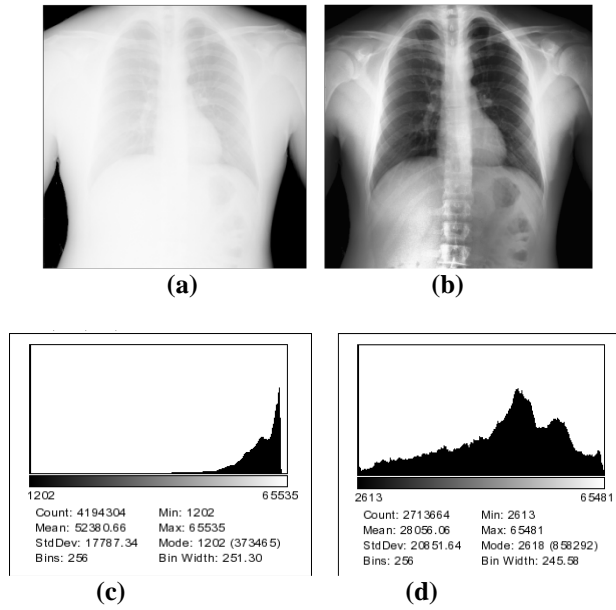 (a)
(b)
1202
65535
Count: 4194304 Min: 1202
Mean: 52380.66 Max: 65535
StdDev: 17787.34 Mode: 1202 (373465)
Bins: 256 Bin Width: 251.30
2613
65481
Count: 2713664 Min: 2613
Mean: 28056.06 Max: 65481
StdDev: 20851.64 Mode: 2618 (858292)
Bins: 256 Bin Width: 245.58
(c)
(d)